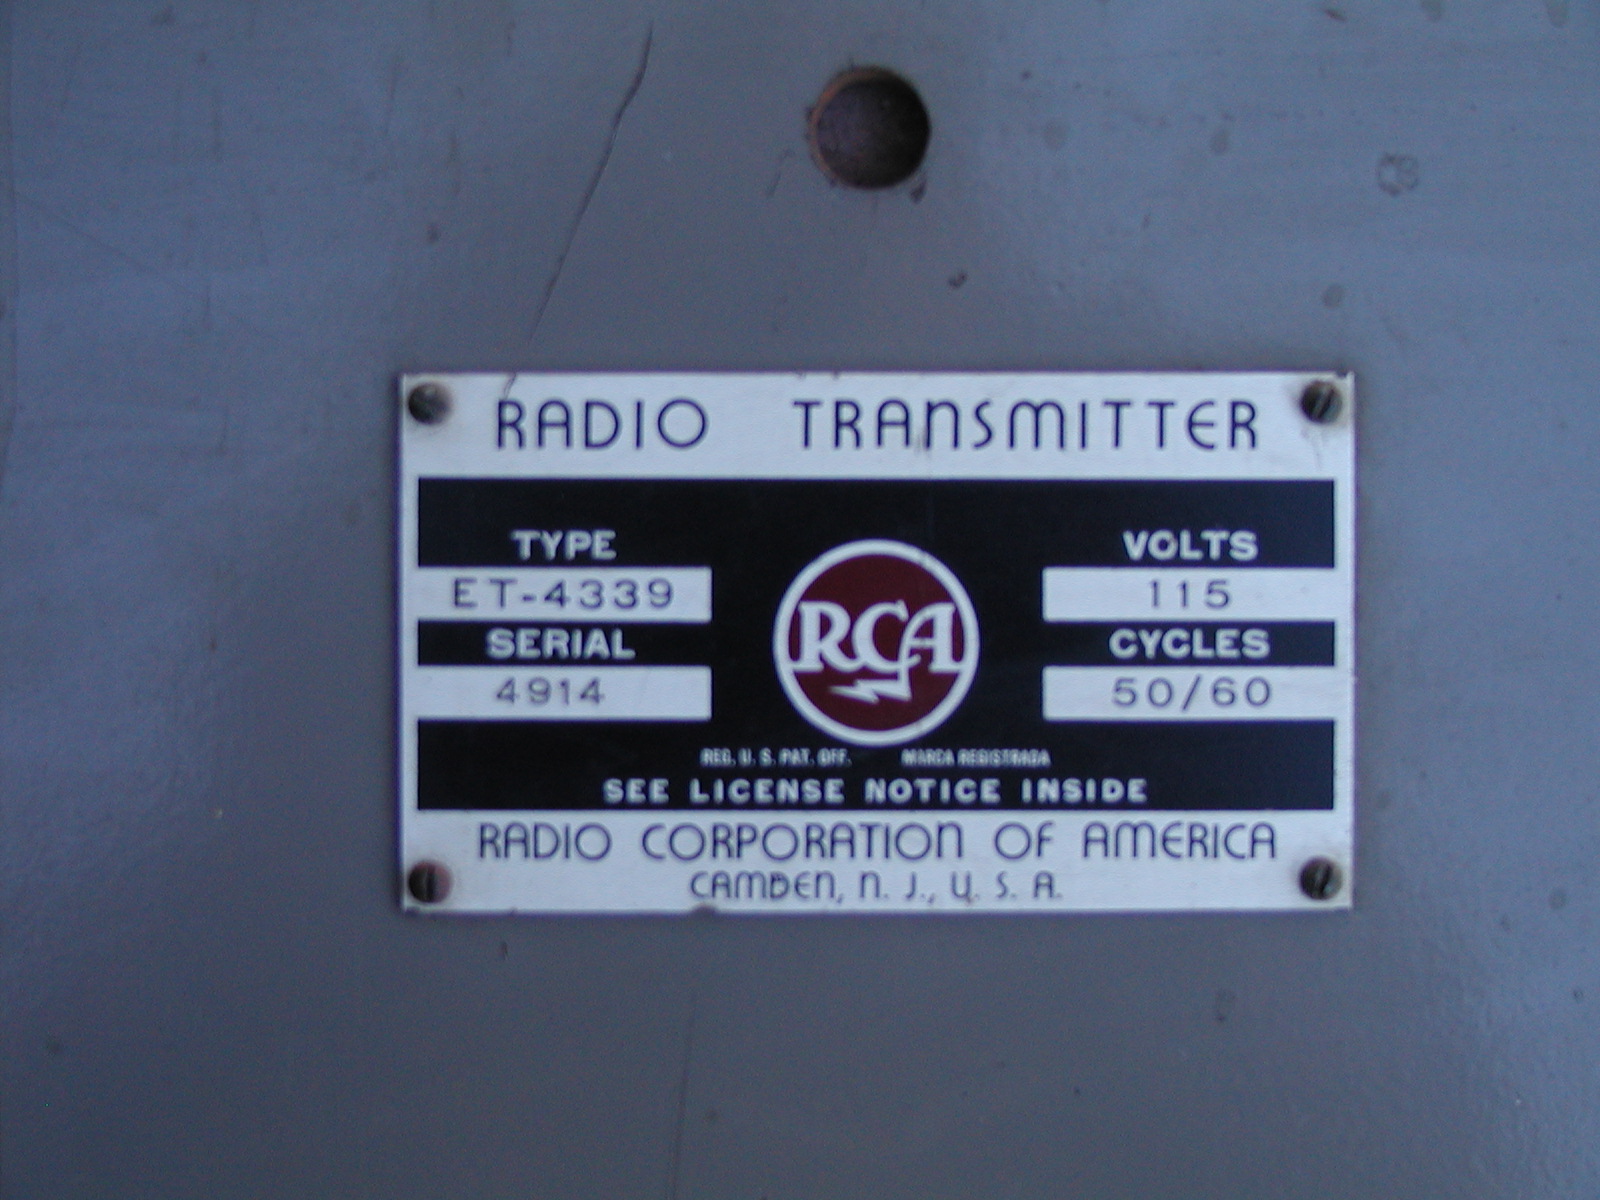 RADIO TRANSMITTER
TYPE
ET-4339
SERIAL
4914
RCA
VOLTS
115
CYCLES
50/60
REG. U. S. PAT. OFF. MARCA REGISTRADA
SEE LICENSE NOTICE INSIDE
RADIO CORPORATION OF AMERICA
CAMDEN, N. J., U. S. A.